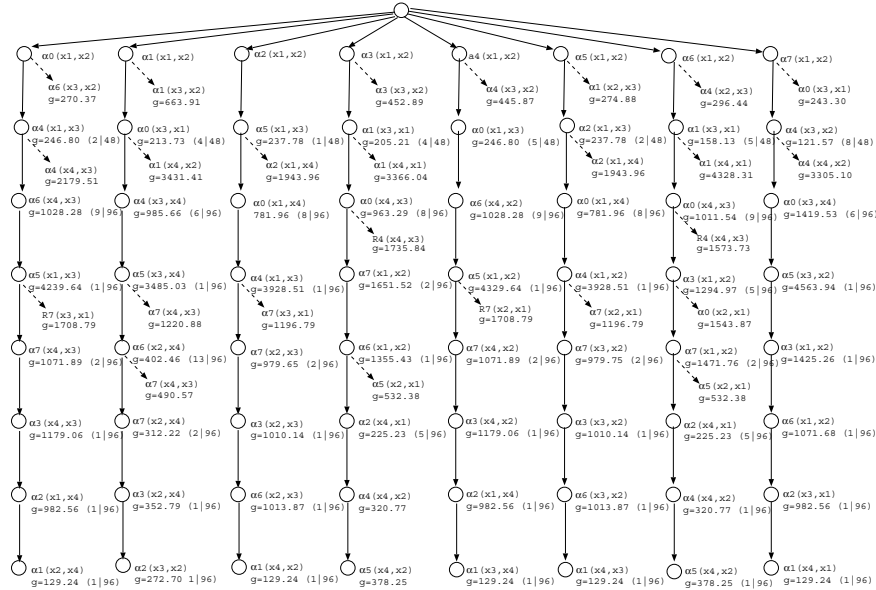 α0(x1,x2)
α1(x1,x2)
α2(x1,x2)
α3(x1,x2)
a4(x1,x2)
α5(x1,x2)
α6(x1,x2)
α7(x1,x2)
α6(x3,x2)
g=270.37
α1(x3,x2)
g=663.91
α3(x3,x2)
g=452.89
α4(x3,x2)
g=445.87
α1(x2,x3)
g=274.88
α4(x2,x3)
g=296.44
α0(x3,x1)
g=243.30
α4(x1,x3)
g=246.80 (2|48)
α0(x3,x1)
g=213.73 (4|48)
α5(x1,x3)
g=237.78 (1|48)
α1(x3,x1)
g=205.21 (4|48)
α0(x1,x3)
g=246.80 (5|48)
α2(x1,x3)
g=237.78 (2|48)
α1(x3,x1)
g=158.13 (5|48)
α4(x3,x2)
g=121.57 (8|48)
α4(x4,x3)
g=2179.51
α1(x4,x2)
g=3431.41
α2(x1,x4)
g=1943.96
α1(x4,x1)
g=3366.04
α2(x1,x4)
g=1943.96
α1(x4,x1)
g=4328.31
α4(x4,x2)
g=3305.10
α6(x4,x3)
g=1028.28 (9|96)
α4(x3,x4)
g=985.66 (6|96)
α0(x1,x4)
781.96 (8|96)
α0(x4,x3)
g=963.29 (8|96)
α6(x4,x2)
g=1028.28 (9|96)
α0(x1,x4)
g=781.96 (8|96)
α0(x4,x3)
g=1011.54 (9|96)
α0(x3,x4)
g=1419.53 (6|96)
R4(x4,x3)
g=1735.84
R4(x4,x3)
g=1573.73
α5(x1,x3)
g=4239.64 (1|96)
α5(x3,x4)
g=3485.03 (1|96)
α4(x1,x3)
g=3928.51 (1|96)
α7(x1,x2)
g=1651.52 (2|96)
α5(x1,x2)
g=4329.64 (1|96)
α4(x1,x2)
g=3928.51 (1|96)
α3(x1,x2)
g=1294.97 (5|96)
α5(x3,x2)
g=4563.94 (1|96)
R7(x3,x1)
g=1708.79
α7(x4,x3)
g=1220.88
α7(x3,x1)
g=1196.79
R7(x2,x1)
g=1708.79
α7(x2,x1)
g=1196.79
α0(x2,x1)
g=1543.87
α7(x4,x3)
g=1071.89 (2|96)
α6(x2,x4)
g=402.46 (13|96)
α7(x2,x3)
g=979.65 (2|96)
α6(x1,x2)
g=1355.43 (1|96)
α7(x4,x2)
g=1071.89 (2|96)
α7(x3,x2)
g=979.75 (2|96)
α7(x1,x2)
g=1471.76 (2|96)
α3(x1,x2)
g=1425.26 (1|96)
α7(x4,x3)
g=490.57
α5(x2,x1)
g=532.38
α5(x2,x1)
g=532.38
α3(x4,x3)
g=1179.06 (1|96)
α7(x2,x4)
g=312.22 (2|96)
α3(x2,x3)
g=1010.14 (1|96)
α2(x4,x1)
g=225.23 (5|96)
α3(x4,x2)
g=1179.06 (1|96)
α3(x3,x2)
g=1010.14 (1|96)
α2(x4,x1)
g=225.23 (5|96)
α6(x1,x2)
g=1071.68 (1|96)
α2(x1,x4)
g=982.56 (1|96)
α3(x2,x4)
g=352.79 (1|96)
α6(x2,x3)
g=1013.87 (1|96)
α4(x4,x2)
g=320.77
α2(x1,x4)
g=982.56 (1|96)
α6(x3,x2)
g=1013.87 (1|96)
α4(x4,x2)
g=320.77 (1|96)
α2(x3,x1)
g=982.56 (1|96)
α1(x2,x4)
g=129.24 (1|96)
α2(x3,x2)
g=272.70 1|96)
α1(x4,x2)
g=129.24 (1|96)
α5(x4,x2)
g=378.25
α1(x3,x4)
g=129.24 (1|96)
α1(x4,x3)
g=129.24 (1|96)
α5(x4,x2)
g=378.25 (1|96)
α1(x4,x1)
g=129.24 (1|96)